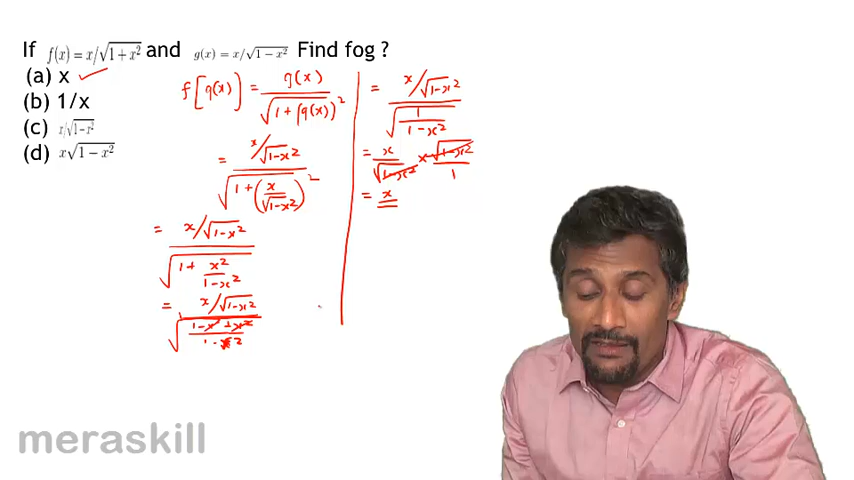 If f(x) = x/√1+x² and g(x) = x/√1−x² Find fog ?
(a) x ✓
(b) 1/x
(c) x/√1−x²
(d) x√1−x²
f[g(x)] = g(x) / √1+(g(x))²
= x/√1-x² / √1+(x/√1-x²)²
= x/√1-x² / √1+x²/1-x²
= x/√1-x² / √1-x²+x²/1-x²
= x/√1-x² / √1/1-x²
= x/√1-x² × √1-x²/1
= x
meraskill